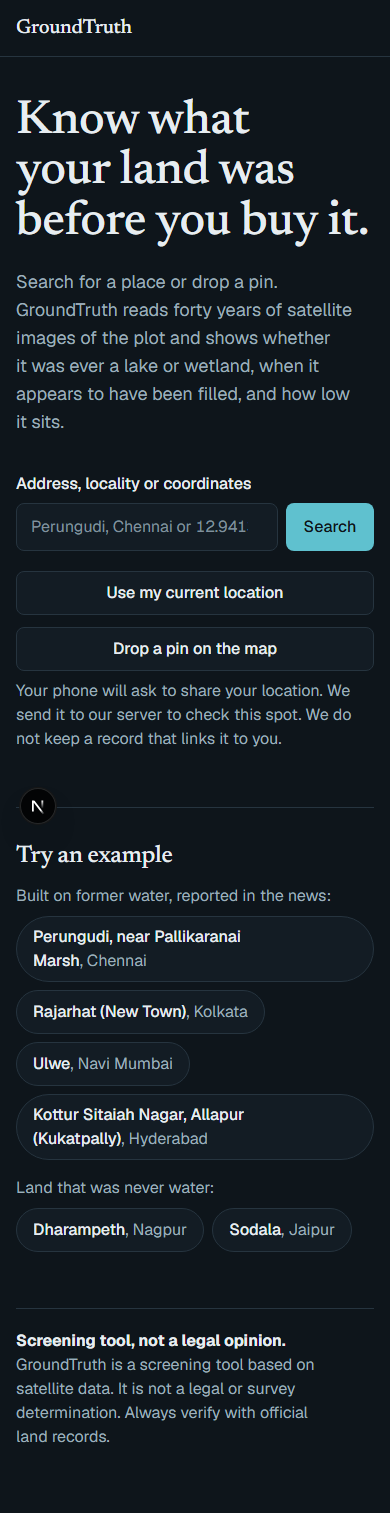 GroundTruth
Know what
your land was
before you buy it.
Search for a place or drop a pin.
GroundTruth reads forty years of satellite
images of the plot and shows whether
it was ever a lake or wetland, when it
appears to have been filled, and how low
it sits.
Address, locality or coordinates
Perungudi, Chennai or 12.941
Search
Use my current location
Drop a pin on the map
Your phone will ask to share your location. We
send it to our server to check this spot. We do
not keep a record that links it to you.
N
Try an example
Built on former water, reported in the news:
Perungudi, near Pallikaranai
Marsh, Chennai
Rajarhat (New Town), Kolkata
Ulwe, Navi Mumbai
Kottur Sitaiah Nagar, Allapur
(Kukatpally), Hyderabad
Land that was never water:
Dharampeth, Nagpur
Sodala, Jaipur
Screening tool, not a legal opinion.
GroundTruth is a screening tool based on
satellite data. It is not a legal or survey
determination. Always verify with official
land records.